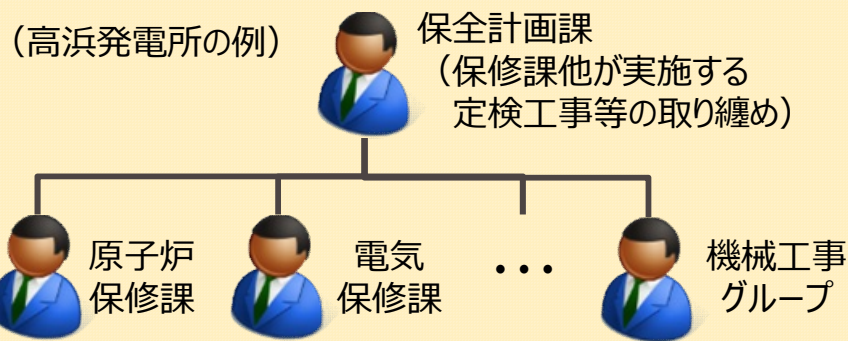 （高浜発電所の例）
保全計画課
（保修課他が実施する
定検工事等の取り纏め）
原子炉
保修課
電気
保修課
・・・
機械工事
グループ